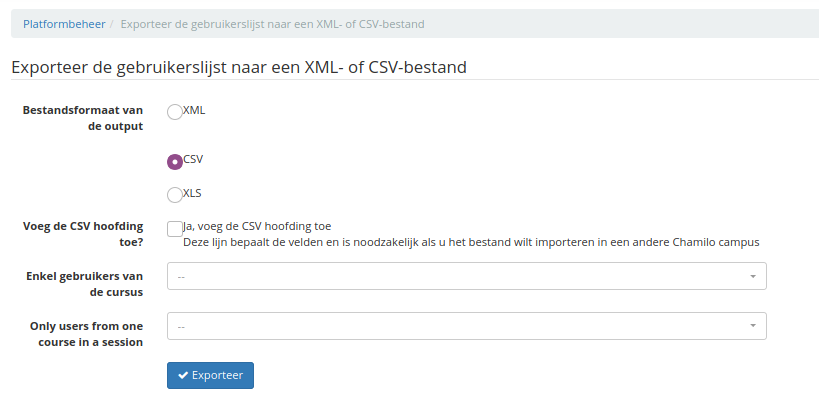 Platformbeheer / Exporteer de gebruikerslijst naar een XML- of CSV-bestand
Exporteer de gebruikerslijst naar een XML- of CSV-bestand
Bestandsformaat van
de output
XML
CSV
XLS
Voeg de CSV hoofding
toe?
Ja, voeg de CSV hoofding toe
Deze lijn bepaalt de velden en is noodzakelijk als u het bestand wilt importeren in een andere Chamilo campus
Enkel gebruikers van
de cursus
--
Only users from one
course in a session
--
Exporteer